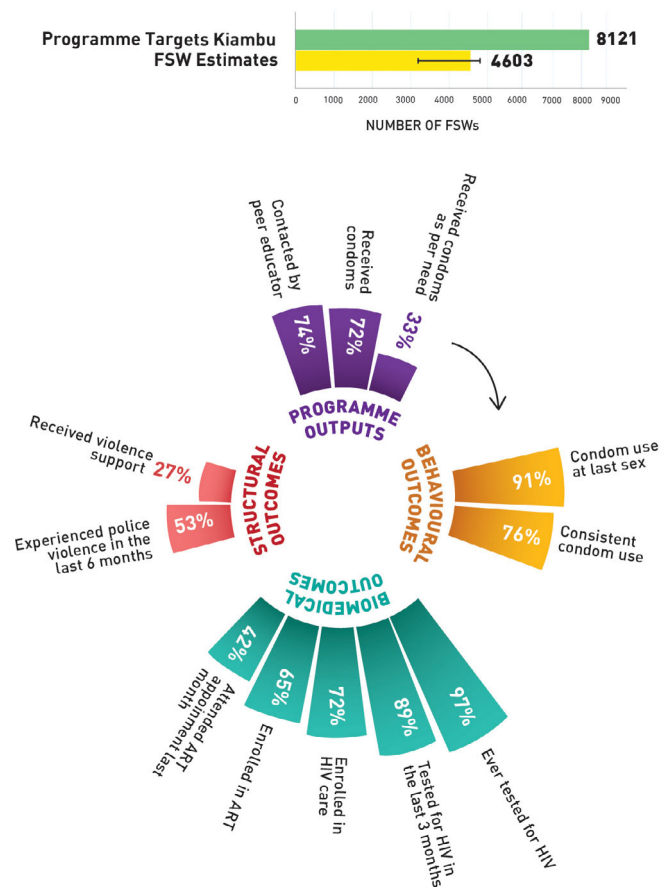 Programme Targets Kiambu
8121
FSW Estimates
4603
0 1000 2000 3000 4000 5000 6000 7000 8000 9000
NUMBER OF FSWs
PROGRAMME
OUTPUTS
Contacted by
peer educator
74%
Received
condoms
72%
Received condoms
as per need
33%
BEHAVIOURAL
OUTCOMES
Condom use
at last sex
91%
Consistent
condom use
76%
BIOMEDICAL
OUTCOMES
Ever tested for HIV
97%
Tested for HIV in
the last 3 months
89%
Enrolled in
HIV care
72%
Enrolled in ART
65%
Attended ART
appoinment last
month
42%
STRUCTURAL
OUTCOMES
Experienced police
violence in the
last 6 months
53%
Received violence
support
27%